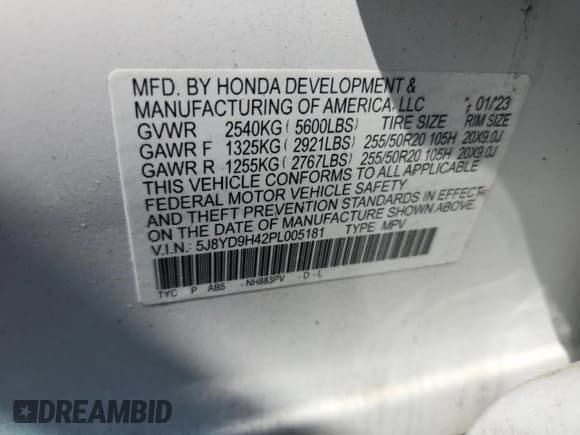 MFD. BY HONDA DEVELOPMENT &
MANUFACTURING OF AMERICA, LLC 01/23
GVWR 2540KG ( 5600LBS) TIRE SIZE RIM SIZE
GAWR F 1325KG ( 2921LBS) 255/50R20 105H 20X9.0J
GAWR R 1255KG ( 2767LBS) 255/50R20 105H 20X9.0J
THIS VEHICLE CONFORMS TO ALL APPLICABLE
FEDERAL MOTOR VEHICLE SAFETY
AND THEFT PREVENTION STANDARDS IN EFFECT
ON THE DATE OF MANUFACTURE SHOWN ABOVE.
V.I.N.: 5J8YD9H42PL005181 TYPE MPV
TYC P AB5 -NH883PV -D-L
DREAMBID